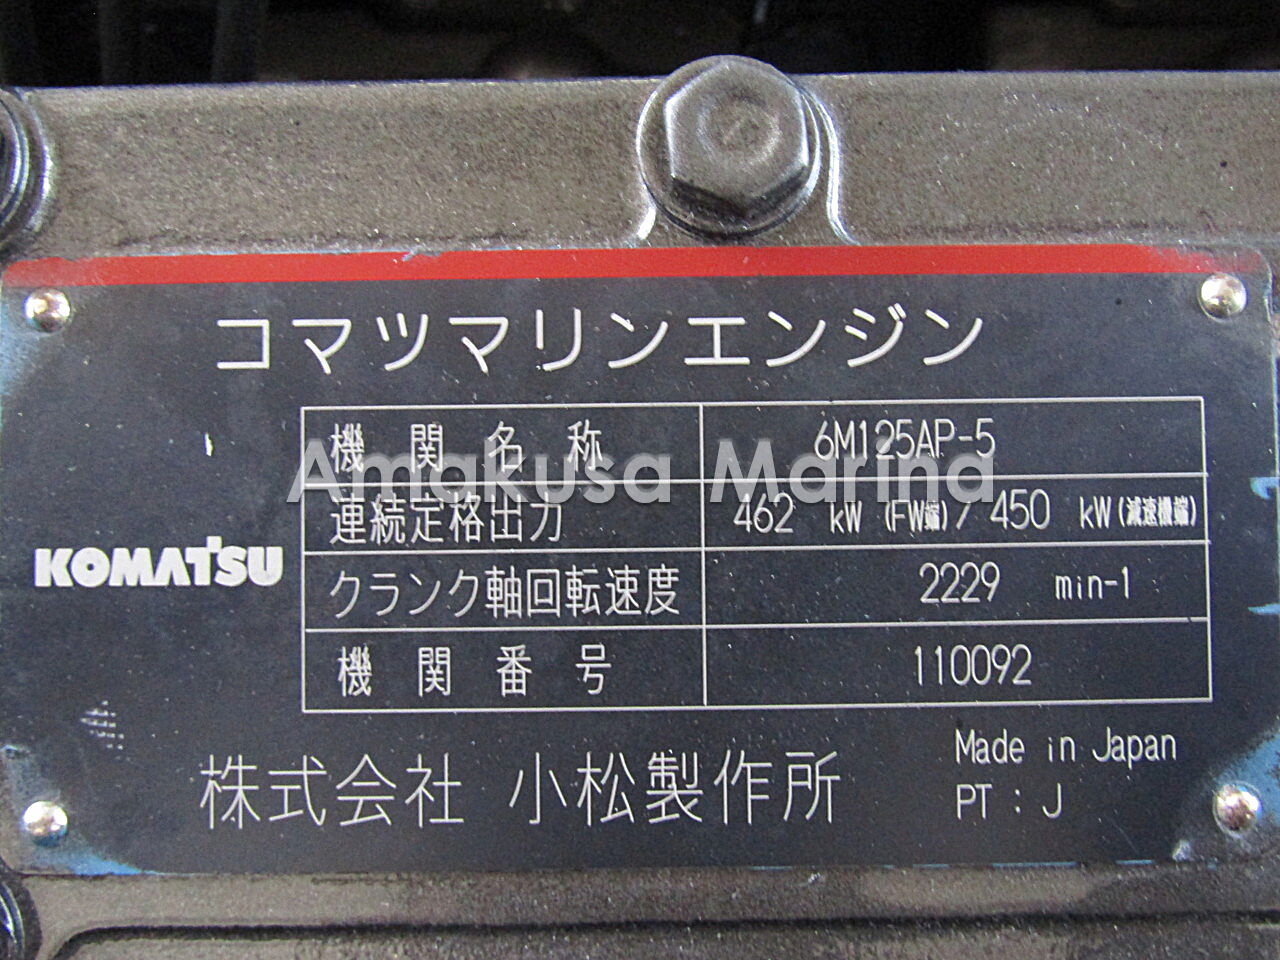 コマツマリンエンジン
機関名称 6M125AP-5
Amakusa Marina
連続定格出力 462 kW (FW端) / 450 kW (減速機端)
KOMATSU
クランク軸回転速度 2229 min-1
機関番号 110092
株式会社 小松製作所
Made in Japan
PT : J